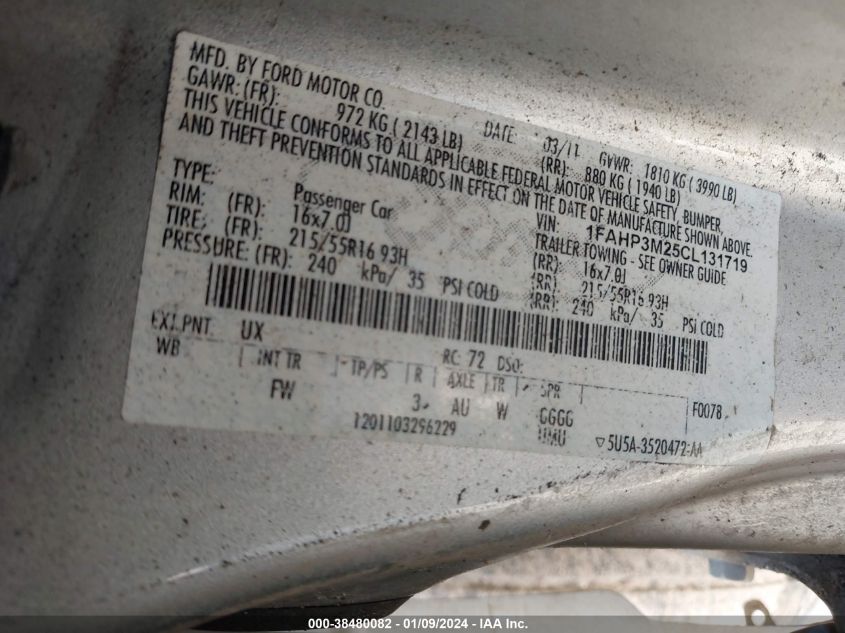 MFD. BY FORD MOTOR CO.
DATE: 03/11 GVWR: 1810 KG ( 3990 LB)
GAWR: (FR): 972 KG ( 2143 LB) (RR): 880 KG ( 1940 LB)
THIS VEHICLE CONFORMS TO ALL APPLICABLE FEDERAL MOTOR VEHICLE SAFETY, BUMPER,
AND THEFT PREVENTION STANDARDS IN EFFECT ON THE DATE OF MANUFACTURE SHOWN ABOVE.
VIN: 1FAHP3M25CL131719
TYPE: Passenger Car TRAILER TOWING - SEE OWNER GUIDE
RIM: (FR): 16x7.0J (RR): 16x7.0J
TIRE: (FR): 215/55R16 93H (RR): 215/55R16 93H
PRESSURE: (FR): 240 kPa/ 35 PSI COLD (RR): 240 kPa/ 35 PSI COLD
EXT PNT: UX RC: 72 DSO:
WB INT TR TP/PS R AXLE TR SPR F0078
FW 3 AU W GGGG
1201103296229 UMU 5U5A-3520472-AA
000-38480082 - 01/09/2024 - IAAI.com